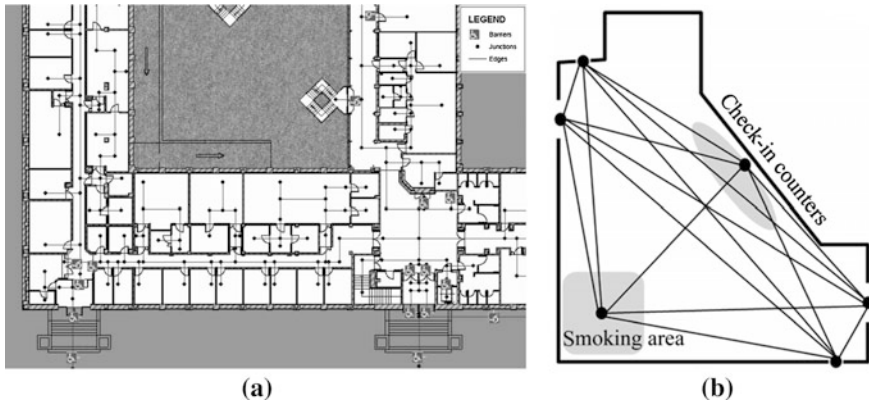 LEGEND
Barriers
Junctions
Edges
Check-in counters
Smoking area
(a)
(b)